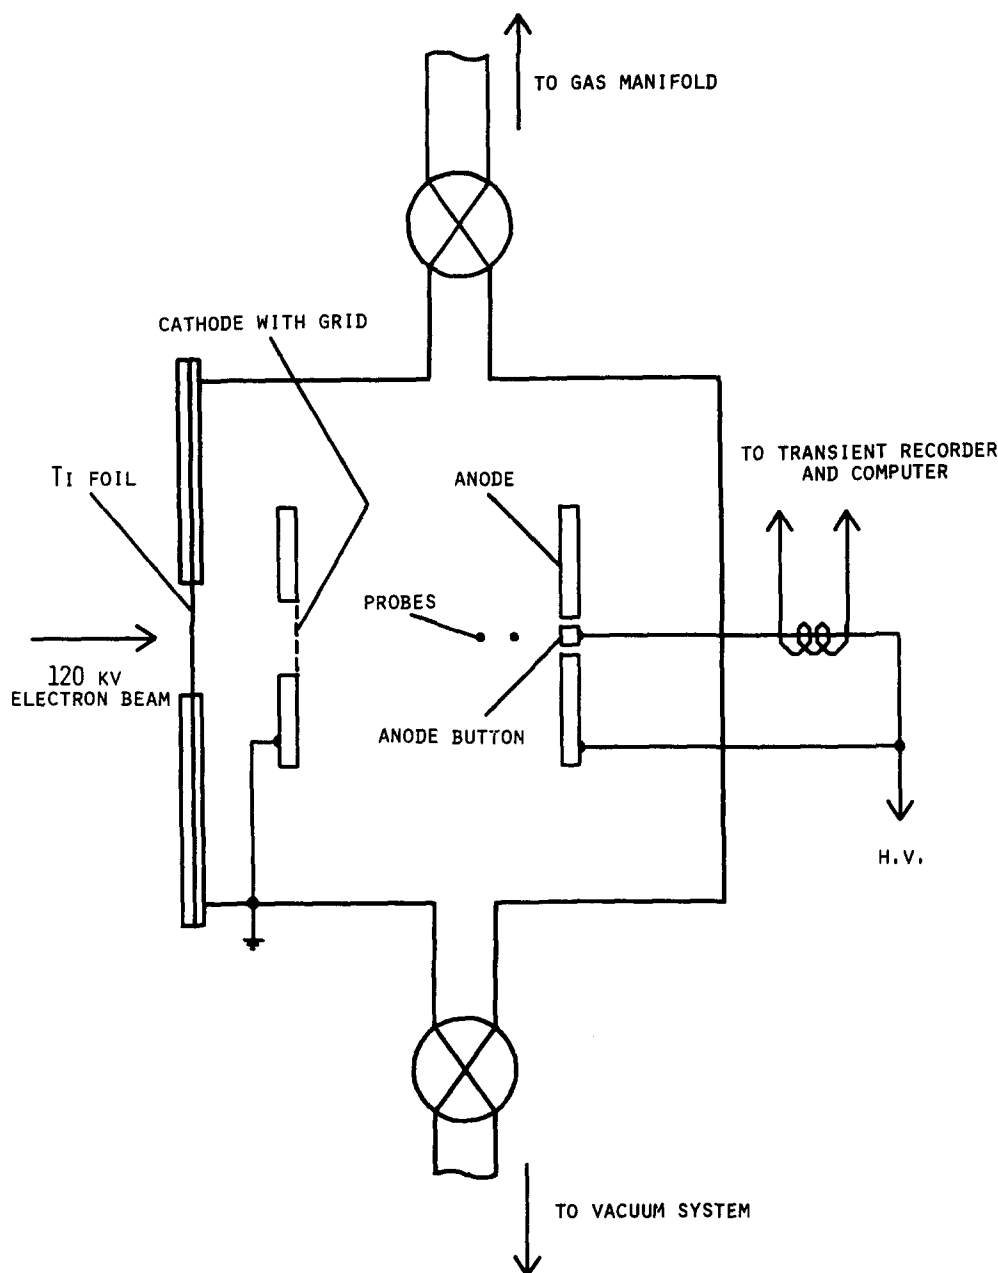 TO GAS MANIFOLD
CATHODE WITH GRID
TO TRANSIENT RECORDER
AND COMPUTER
TI FOIL
ANODE
PROBES
120 KV
ELECTRON BEAM
ANODE BUTTON
H.V.
TO VACUUM SYSTEM